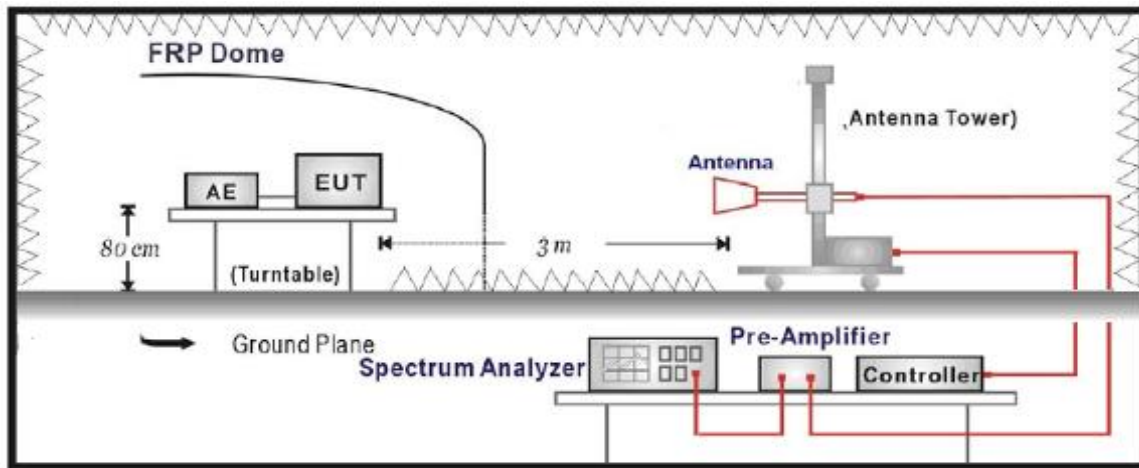 FRP Dome
,Antenna Tower)
Antenna
AE
EUT
80 cm
3 m
(Turntable)
Ground Plane
Pre-Amplifier
Spectrum Analyzer
Controller